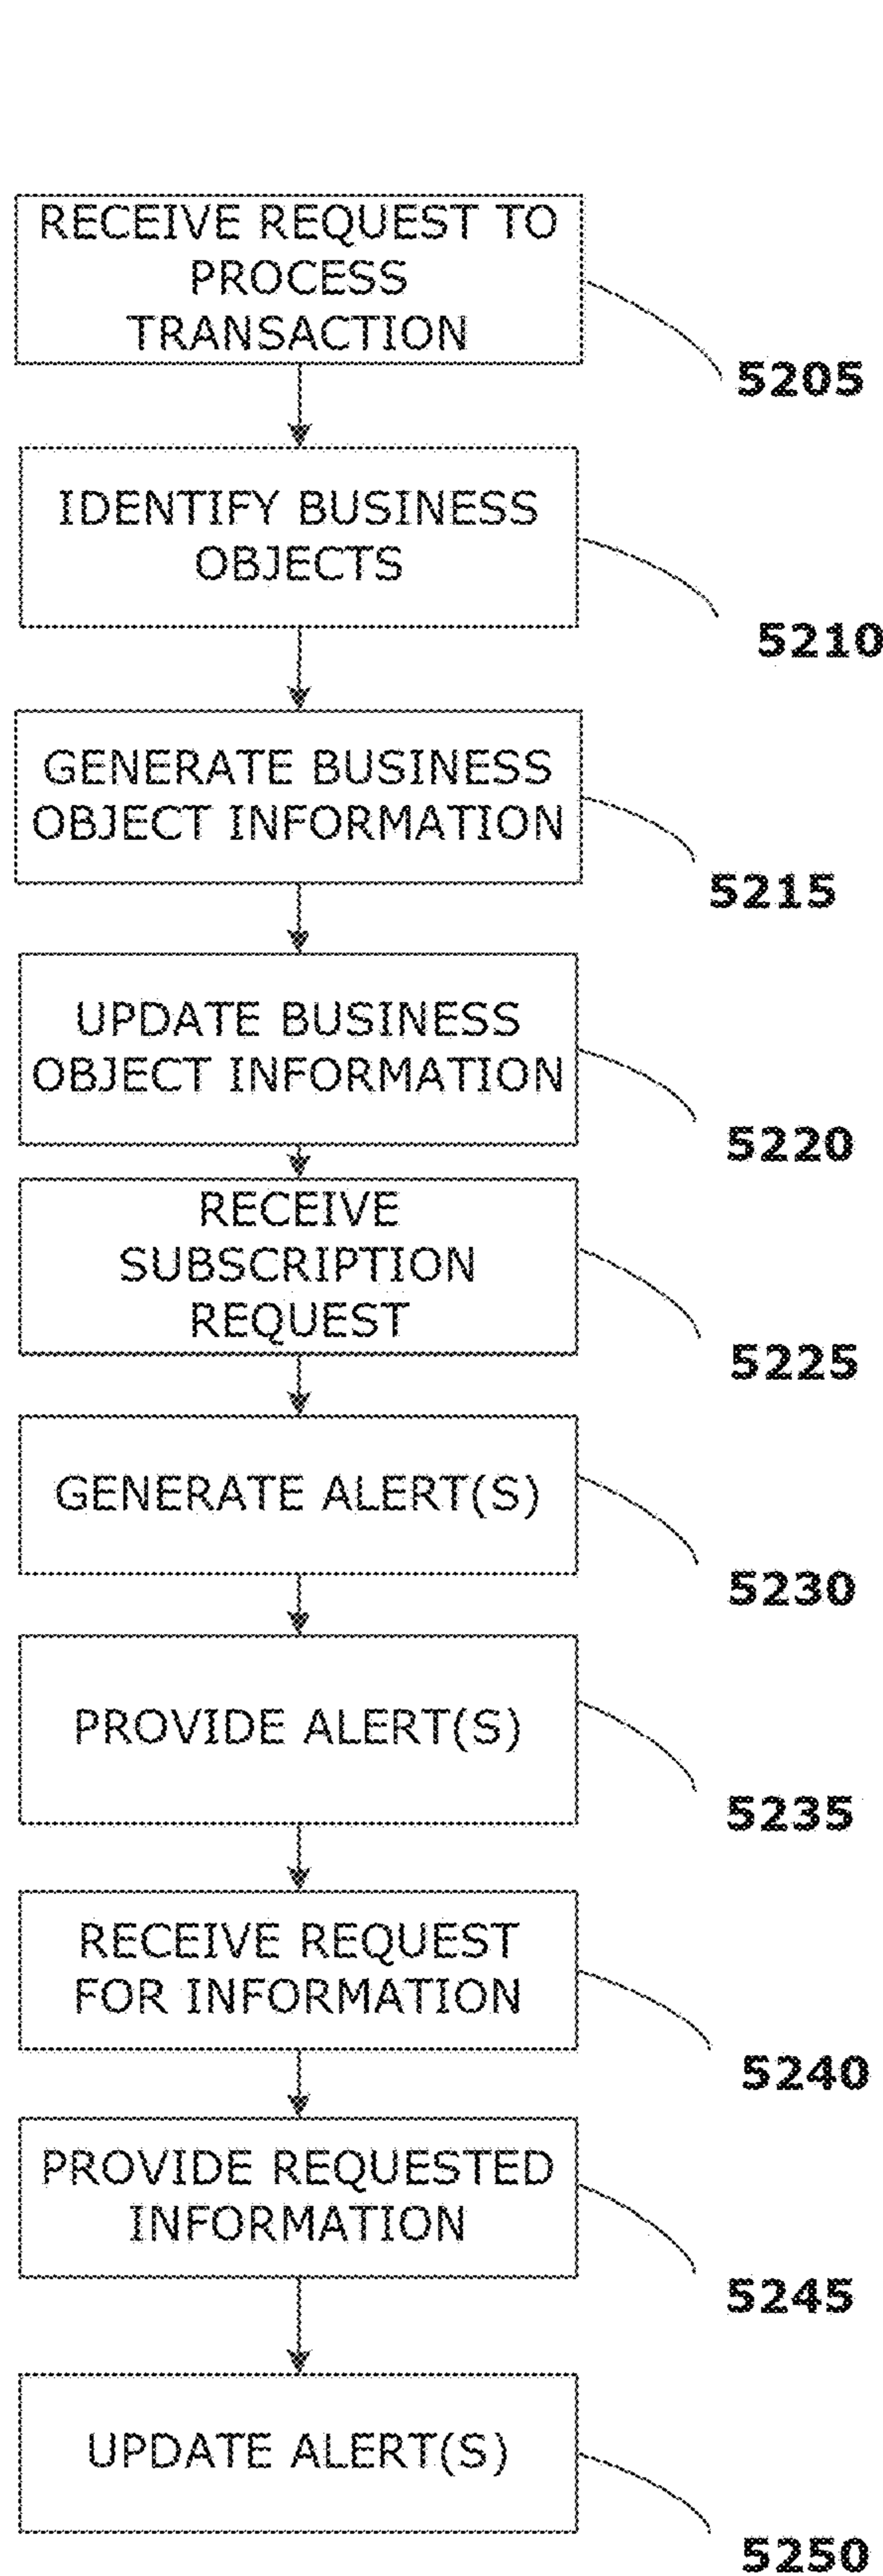 RECEIVE REQUEST TO
PROCESS
TRANSACTION
5205
IDENTIFY BUSINESS
OBJECTS
5210
GENERATE BUSINESS
OBJECT INFORMATION
5215
UPDATE BUSINESS
OBJECT INFORMATION
5220
RECEIVE
SUBSCRIPTION
REQUEST
5225
GENERATE ALERT(S)
5230
PROVIDE ALERT(S)
5235
RECEIVE REQUEST
FOR INFORMATION
5240
PROVIDE REQUESTED
INFORMATION
5245
UPDATE ALERT(S)
5250